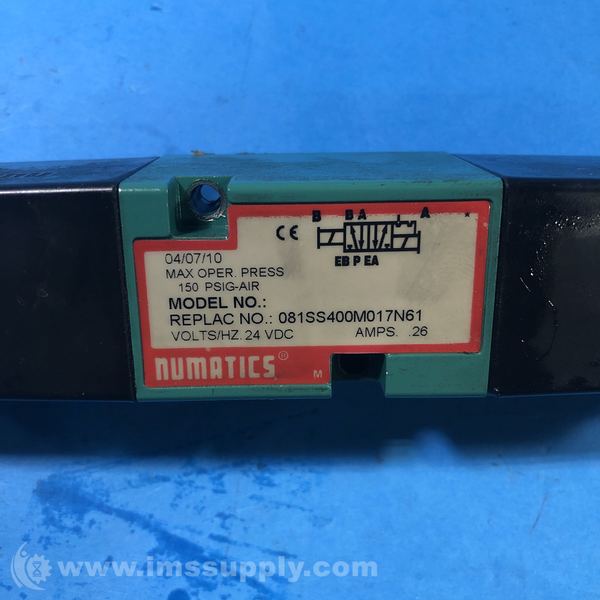 B BA A *
CE
EB P EA
04/07/10
MAX OPER. PRESS
150 PSIG-AIR
MODEL NO.:
REPLAC NO.: 081SS400M017N61
VOLTS/HZ. 24 VDC AMPS. .26
numatics®
M
www.imssupply.com